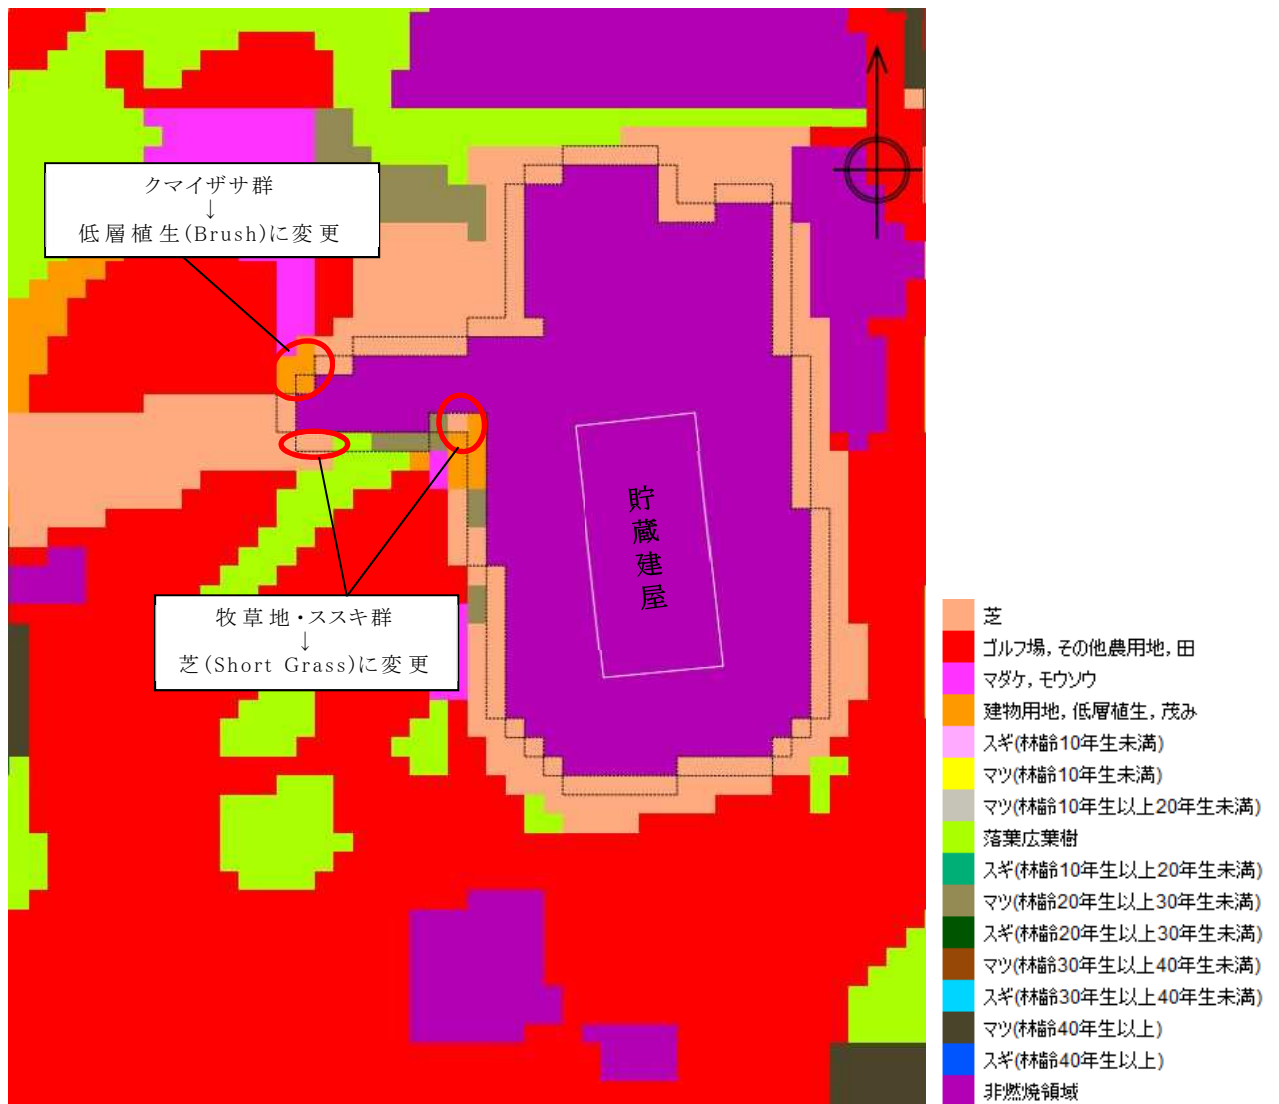 クマイザサ群
↓
低層植生(Brush)に変更
貯蔵建屋
牧草地・ススキ群
↓
芝(Short Grass)に変更
芝
ゴルフ場, その他農用地, 田
マダケ, モウソウ
建物用地, 低層植生, 茂み
スギ(林齢10年生未満)
マツ(林齢10年生未満)
マツ(林齢10年生以上20年生未満)
落葉広葉樹
スギ(林齢10年生以上20年生未満)
マツ(林齢20年生以上30年生未満)
スギ(林齢20年生以上30年生未満)
マツ(林齢30年生以上40年生未満)
スギ(林齢30年生以上40年生未満)
マツ(林齢40年生以上)
スギ(林齢40年生以上)
非燃焼領域